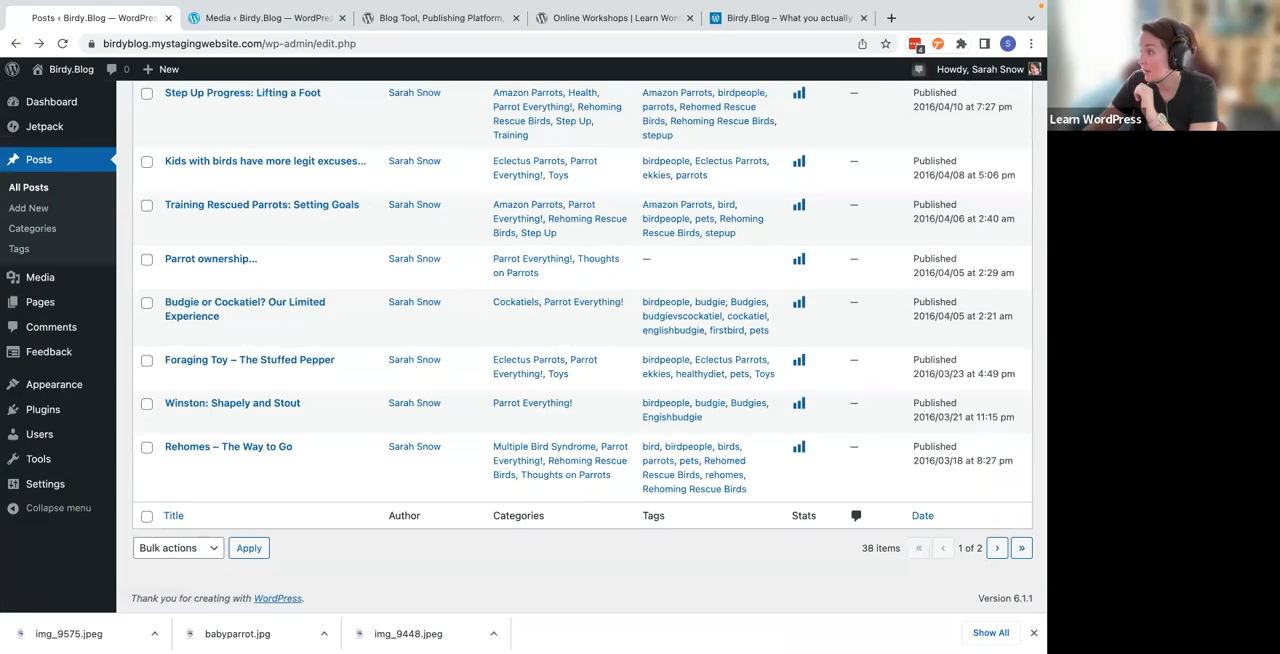 Posts ‹ Birdy.Blog — WordPres
Media ‹ Birdy.Blog — WordPre
Blog Tool, Publishing Platform,
Online Workshops | Learn Wor
Birdy.Blog – What you actually
birdyblog.mystagingwebsite.com/wp-admin/edit.php
4
S
Birdy.Blog
0
New
Howdy, Sarah Snow
Learn WordPress
Dashboard
Jetpack
Posts
All Posts
Add New
Categories
Tags
Media
Pages
Comments
Feedback
Appearance
Plugins
Users
Tools
Settings
Collapse menu
Step Up Progress: Lifting a Foot
Sarah Snow
Amazon Parrots, Health,
Parrot Everything!, Rehoming
Rescue Birds, Step Up,
Training
Amazon Parrots, birdpeople,
parrots, Rehomed Rescue
Birds, Rehoming Rescue Birds,
stepup
—
Published
2016/04/10 at 7:27 pm
Kids with birds have more legit excuses...
Sarah Snow
Eclectus Parrots, Parrot
Everything!, Toys
birdpeople, Eclectus Parrots,
ekkies, parrots
—
Published
2016/04/08 at 5:06 pm
Training Rescued Parrots: Setting Goals
Sarah Snow
Amazon Parrots, Parrot
Everything!, Rehoming Rescue
Birds, Step Up
Amazon Parrots, bird,
birdpeople, pets, Rehoming
Rescue Birds, stepup
—
Published
2016/04/06 at 2:40 am
Parrot ownership...
Sarah Snow
Parrot Everything!, Thoughts
on Parrots
—
—
Published
2016/04/05 at 2:29 am
Budgie or Cockatiel? Our Limited
Experience
Sarah Snow
Cockatiels, Parrot Everything!
birdpeople, budgie, Budgies,
budgievscockatiel, cockatiel,
englishbudgie, firstbird, pets
—
Published
2016/04/05 at 2:21 am
Foraging Toy – The Stuffed Pepper
Sarah Snow
Eclectus Parrots, Parrot
Everything!, Toys
birdpeople, Eclectus Parrots,
ekkies, healthydiet, pets, Toys
—
Published
2016/03/23 at 4:49 pm
Winston: Shapely and Stout
Sarah Snow
Parrot Everything!
birdpeople, budgie, Budgies,
Engishbudgie
—
Published
2016/03/21 at 11:15 pm
Rehomes – The Way to Go
Sarah Snow
Multiple Bird Syndrome, Parrot
Everything!, Rehoming Rescue
Birds, Thoughts on Parrots
bird, birdpeople, birds,
parrots, pets, Rehomed
Rescue Birds, rehomes,
Rehoming Rescue Birds
—
Published
2016/03/18 at 8:27 pm
Title
Author
Categories
Tags
Stats
Date
Bulk actions
Apply
38 items
«
‹
1 of 2
›
»
Thank you for creating with WordPress.
Version 6.1.1
img_9575.jpeg
babyparrot.jpg
img_9448.jpeg
Show All